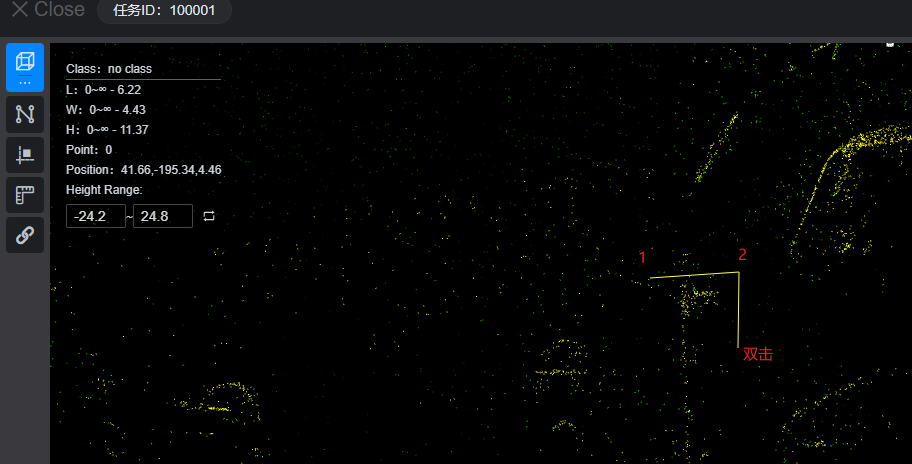 Close 任务ID：100001
Class：no class
L：0~∞ - 6.22
W：0~∞ - 4.43
H：0~∞ - 11.37
Point：0
Position：41.66,-195.34,4.46
Height Range:
-24.2 ~ 24.8
1
2
双击